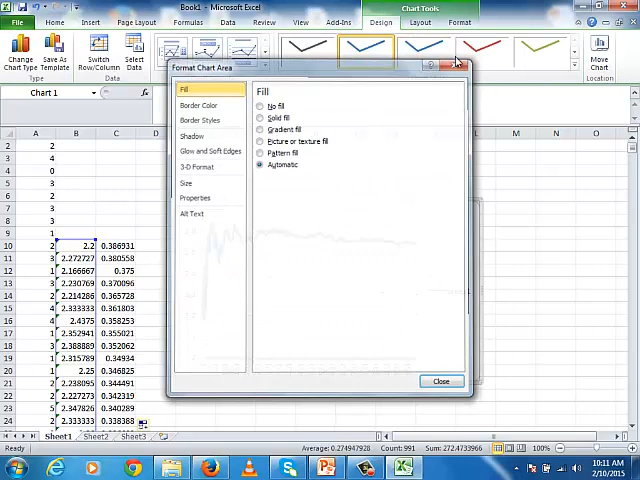 Book1 - Microsoft Excel
Chart Tools
File Home Insert Page Layout Formulas Data Review View Add-Ins Design Layout Format
Change Chart Type
Save As Template
Switch Row/Column
Move Chart
Type
Data
Location
Chart 1
fx
Format Chart Area
Fill
Border Color
Border Styles
Shadow
Glow and Soft Edges
3-D Format
Size
Properties
Alt Text
Fill
No fill
Solid fill
Gradient fill
Picture or texture fill
Pattern fill
Automatic
Close
A B C D M N O
2 2
3 4
4 0
5 3
6 2
7 3
8 3
9 1
10 2 2.2 0.386931
11 3 2.272727 0.380558
12 1 2.166667 0.375
13 3 2.230769 0.370096
14 2 2.214286 0.365728
15 4 2.333333 0.361803
16 4 2.4375 0.358253
17 1 2.352941 0.355021
18 3 2.388889 0.352062
19 1 2.315789 0.34934
20 1 2.25 0.346825
21 2 2.238095 0.344491
22 2 2.227273 0.342319
23 5 2.347826 0.340289
24 2 2.333333 0.338388
Sheet1 Sheet2 Sheet3
Ready
Average: 0.274947928 Count: 991 Sum: 272.4733966
100%
10:11 AM
2/10/2015